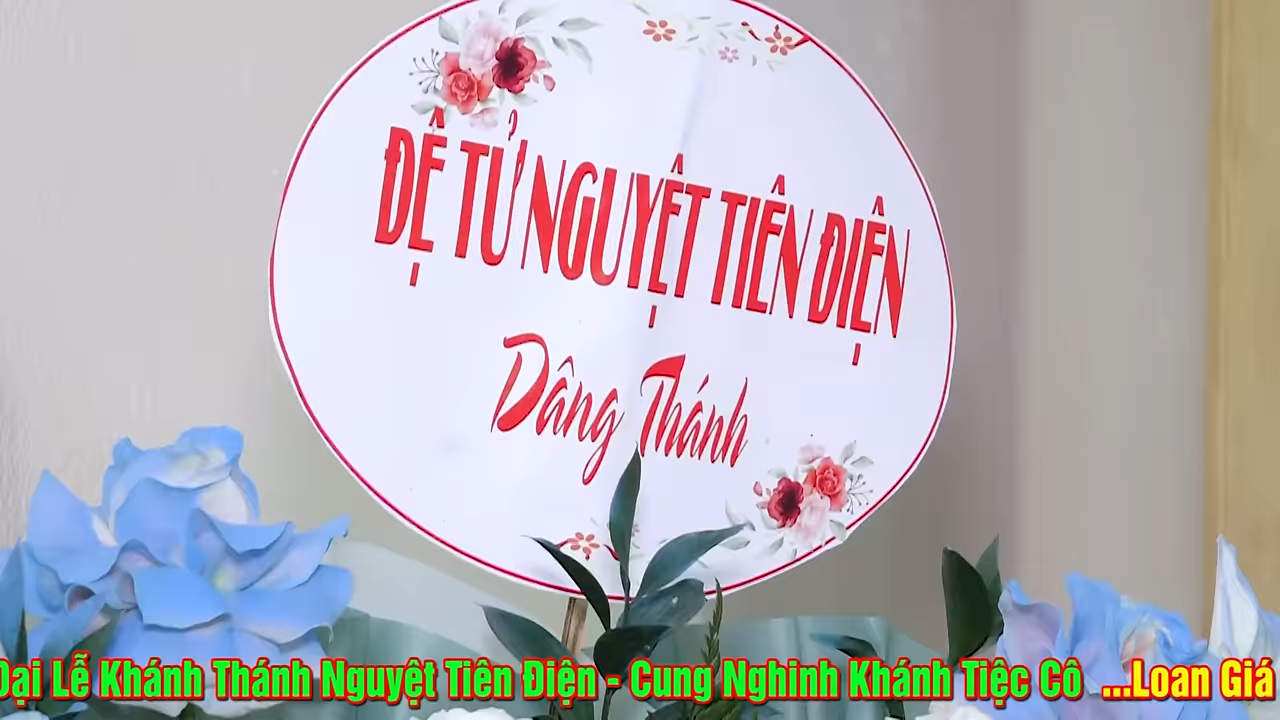 ĐỆ TỬ NGUYỆT TIÊN ĐIỆN
Dâng Thánh
Đại Lễ Khánh Thánh Nguyệt Tiên Điện - Cung Nghinh Khánh Tiệc Cô ...Loan Giá